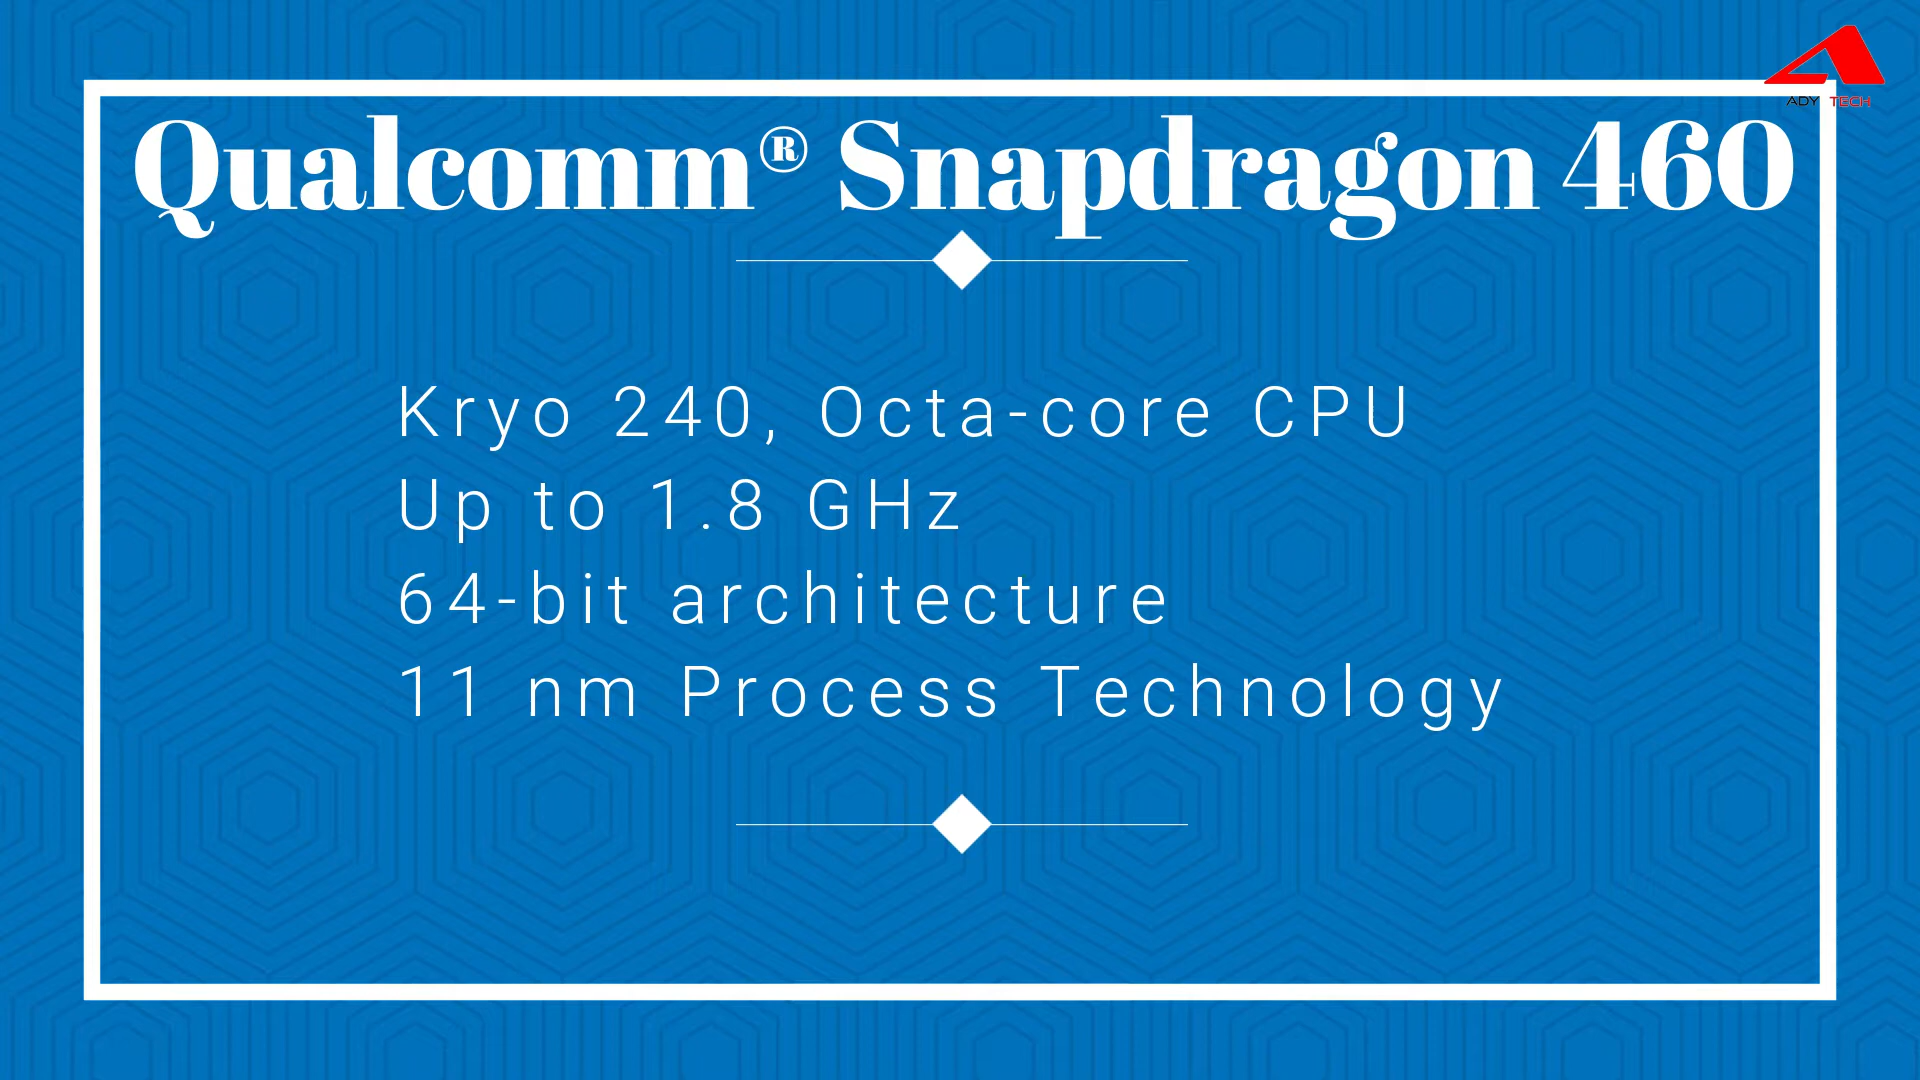 ADY TECH
Qualcomm® Snapdragon 460
Kryo 240, Octa-core CPU
Up to 1.8 GHz
64-bit architecture
11 nm Process Technology